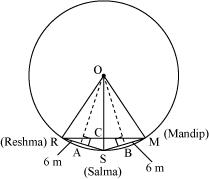 O
C
(Reshma) R M (Mandip)
A B
6 m S 6 m
(Salma)